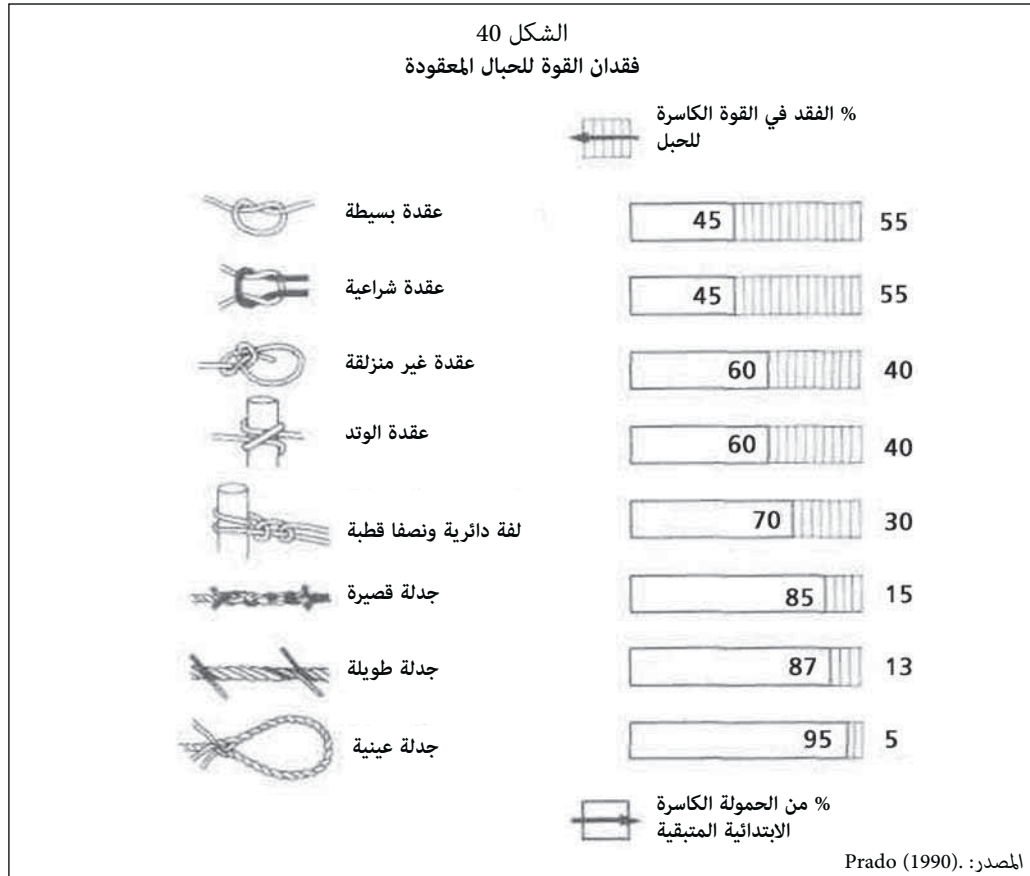 الشكل 40
فقدان القوة للحبال المعقودة
% الفقد في القوة الكاسرة
للحبل
عقدة بسيطة 45 55
عقدة شراعية 45 55
عقدة غير منزلقة 60 40
عقدة الوتد 60 40
لفة دائرية ونصفا قطبة 70 30
جدلة قصيرة 85 15
جدلة طويلة 87 13
جدلة عينية 95 5
% من الحمولة الكاسرة
الابتدائية المتبقية
المصدر: Prado (1990).